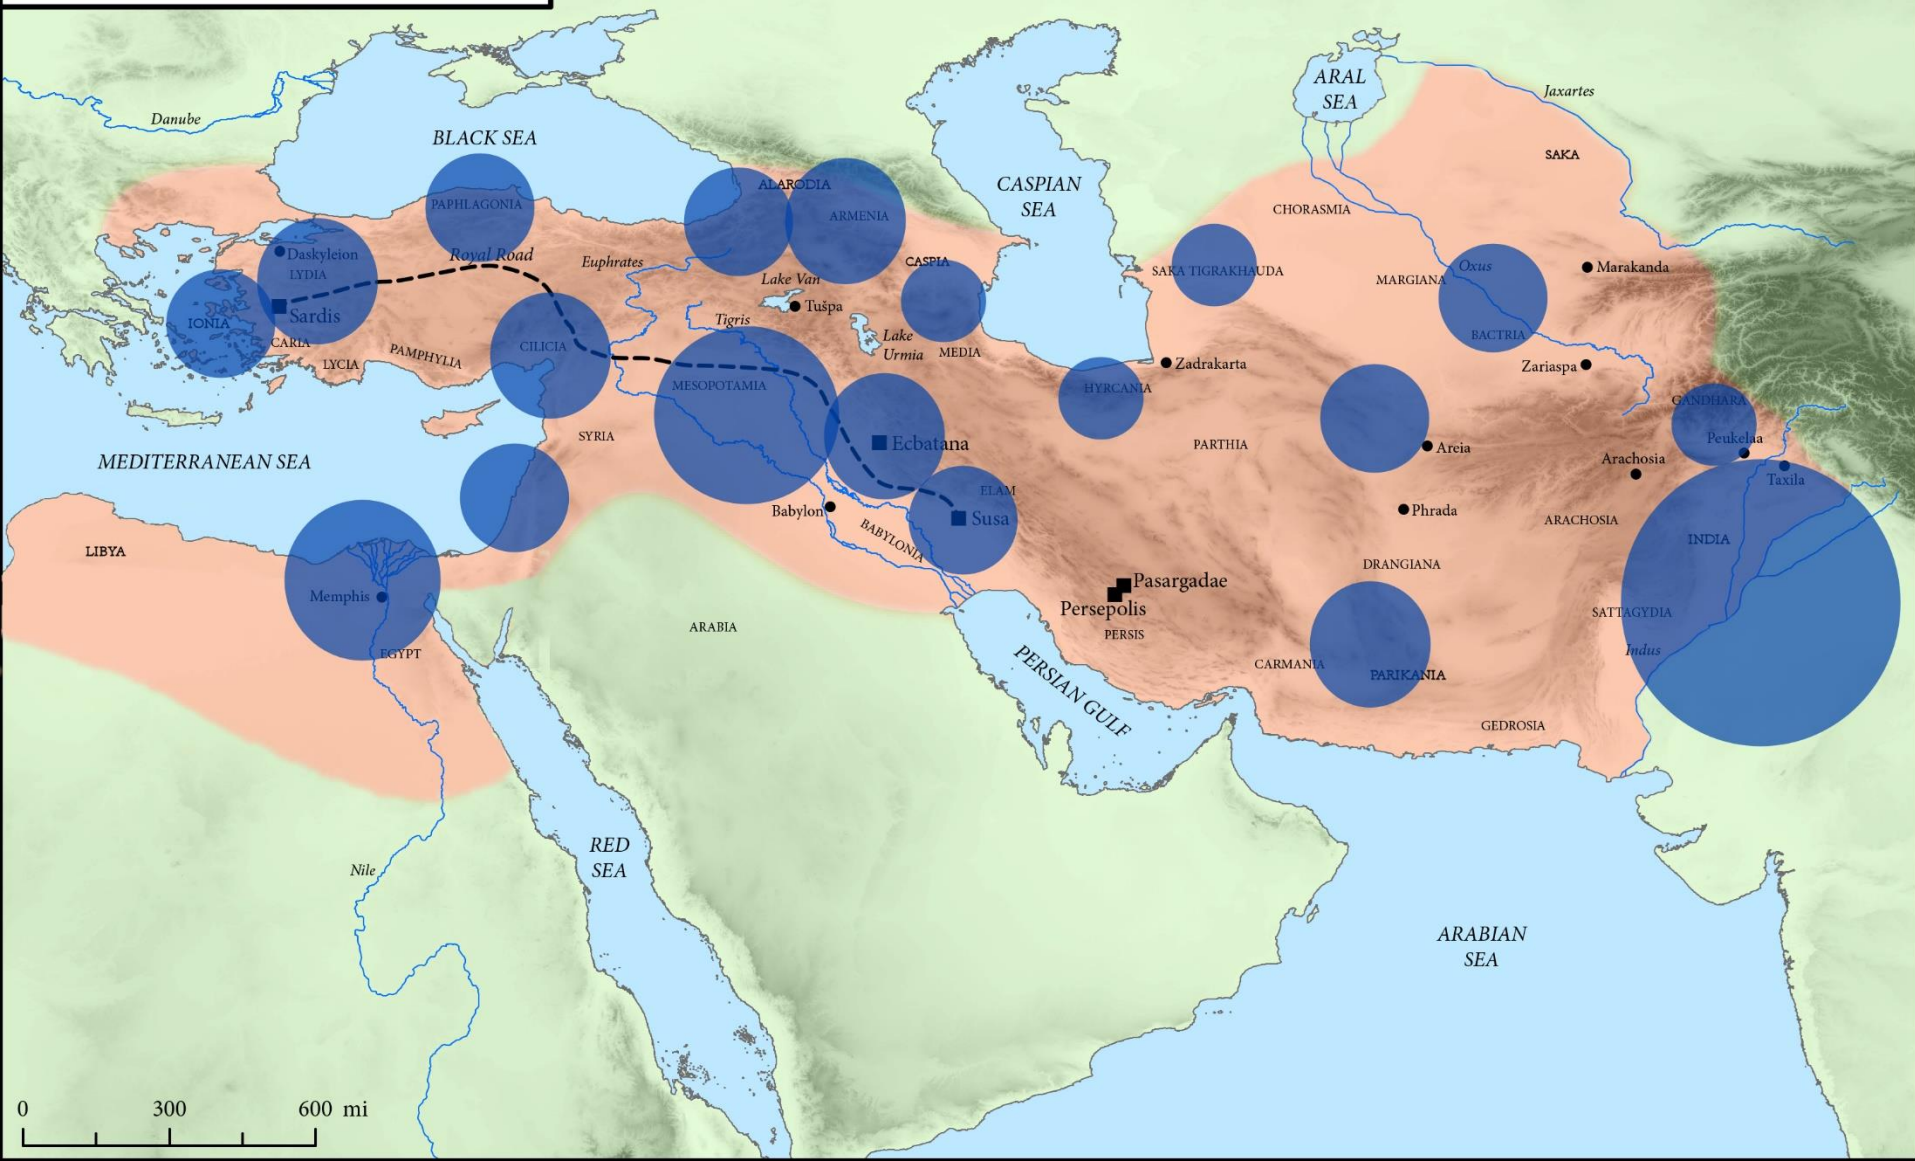 Danube
BLACK SEA
CASPIAN
SEA
ARAL
SEA
Jaxartes
SAKA
ALARODIA
PAPHLAGONIA
ARMENIA
CHORASMIA
Daskyleion
LYDIA
Royal Road
Euphrates
CASPIA
SAKA TIGRAKHAUDA
MARGIANA
Oxus
Marakanda
Lake Van
Tušpa
Sardis
IONIA
CARIA
LYCIA
PAMPHYLIA
CILICIA
Tigris
Lake
Urmia
MEDIA
BACTRIA
Zadrakarta
Zariaspa
MESOPOTAMIA
HYRCANIA
GANDHARA
Peukelaa
SYRIA
Ecbatana
PARTHIA
Areia
Arachosia
Taxila
MEDITERRANEAN SEA
ELAM
Susa
Babylon
BABYLONIA
Phrada
ARACHOSIA
INDIA
LIBYA
DRANGIANA
Memphis
Pasargadae
Persepolis
PERSIS
SATTAGYDIA
ARABIA
EGYPT
PERSIAN GULF
CARMANIA
PARIKANIA
Indus
GEDROSIA
RED
SEA
Nile
ARABIAN
SEA
0 300 600 mi